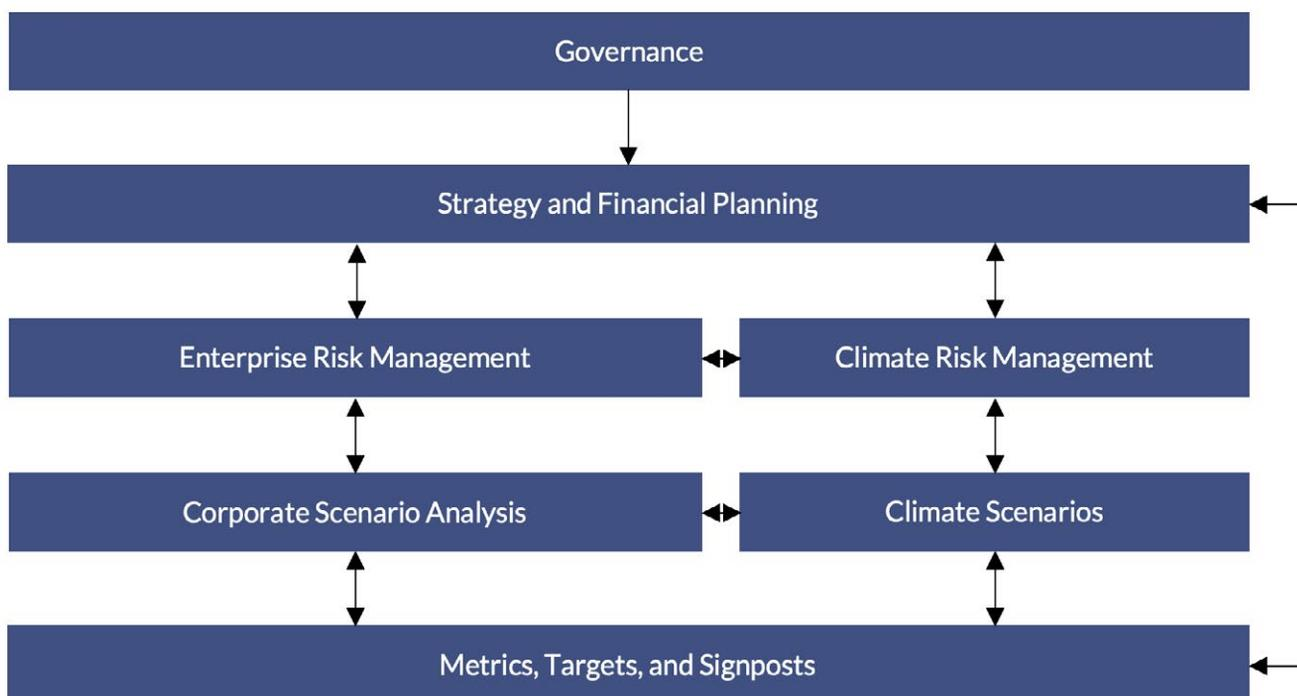 Governance
Strategy and Financial Planning
Enterprise Risk Management
Climate Risk Management
Corporate Scenario Analysis
Climate Scenarios
Metrics, Targets, and Signposts